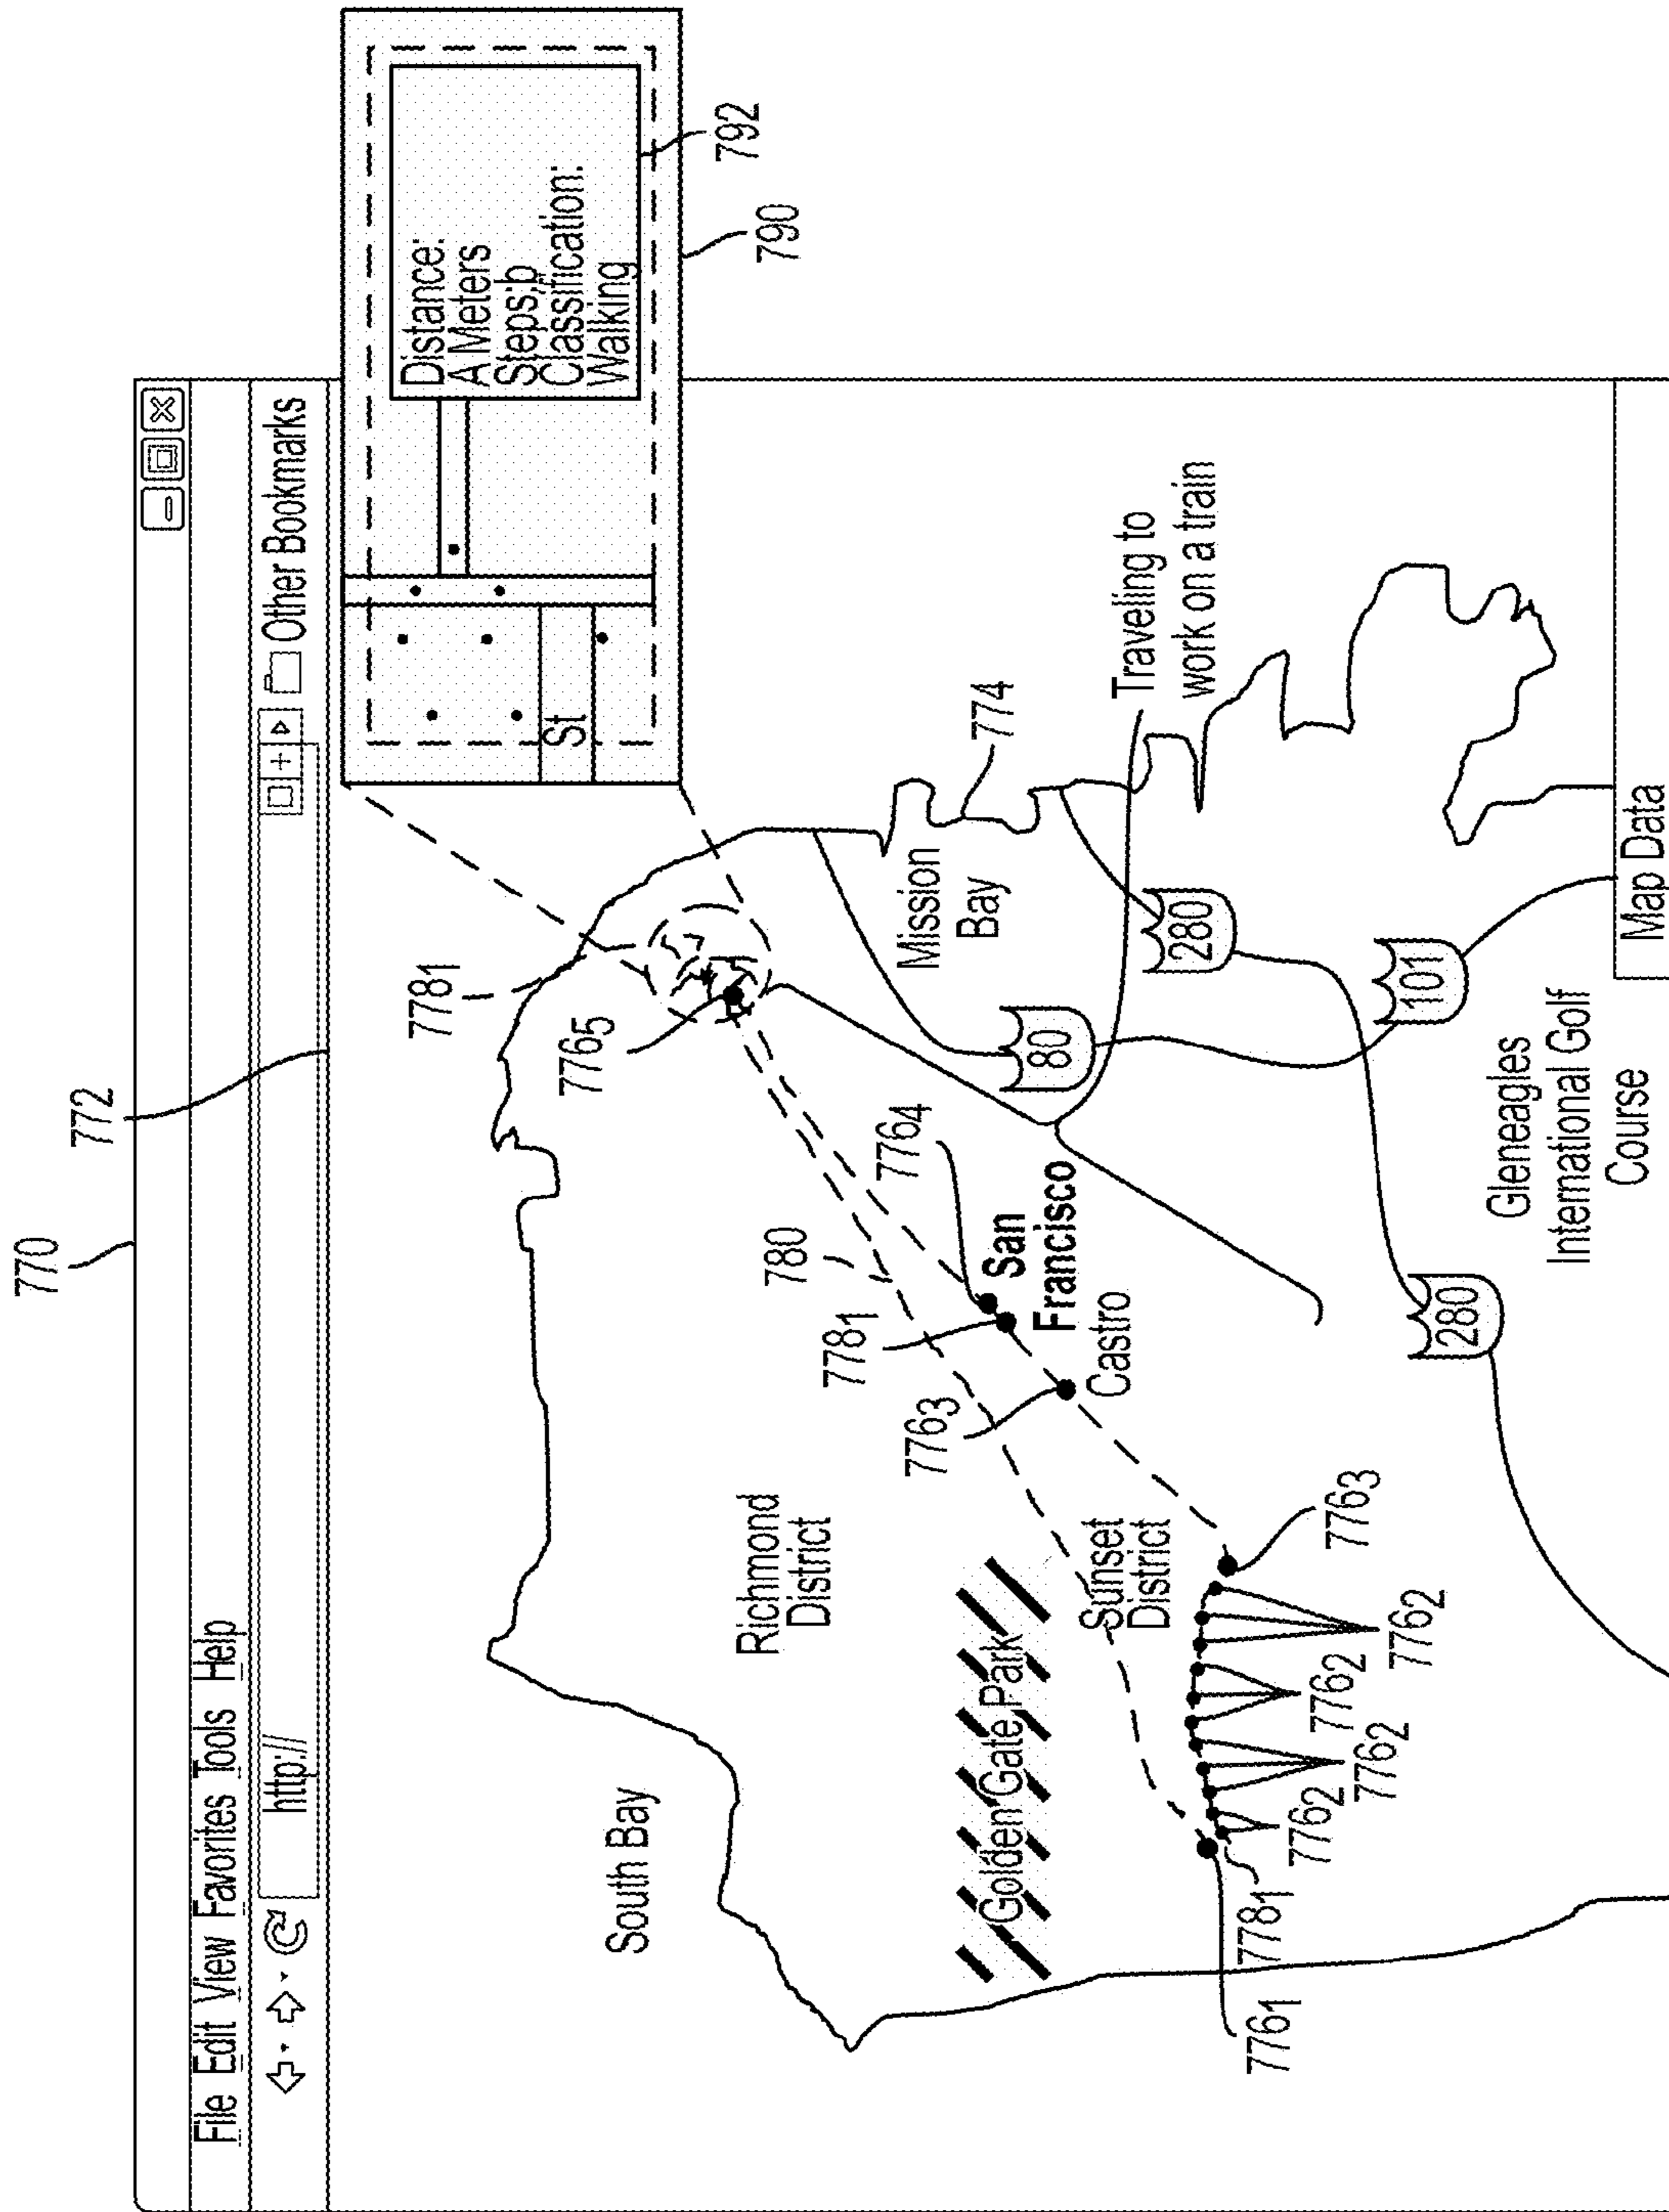 770
772
File Edit View Favorites Tools Help
http://
Other Bookmarks
Distance:
A Meters
Steps;b
Classification:
Walking
St
792
790
South Bay
Richmond
District
Golden Gate Park
Sunset
District
778₁
776₅
780
778₁
776₄
776₃
San
Francisco
Castro
Mission
Bay
774
Traveling to
work on a train
80
280
101
280
776₁
778₁
776₂
776₂
776₂
776₂
776₃
Gleneagles
International Golf
Course
Map Data